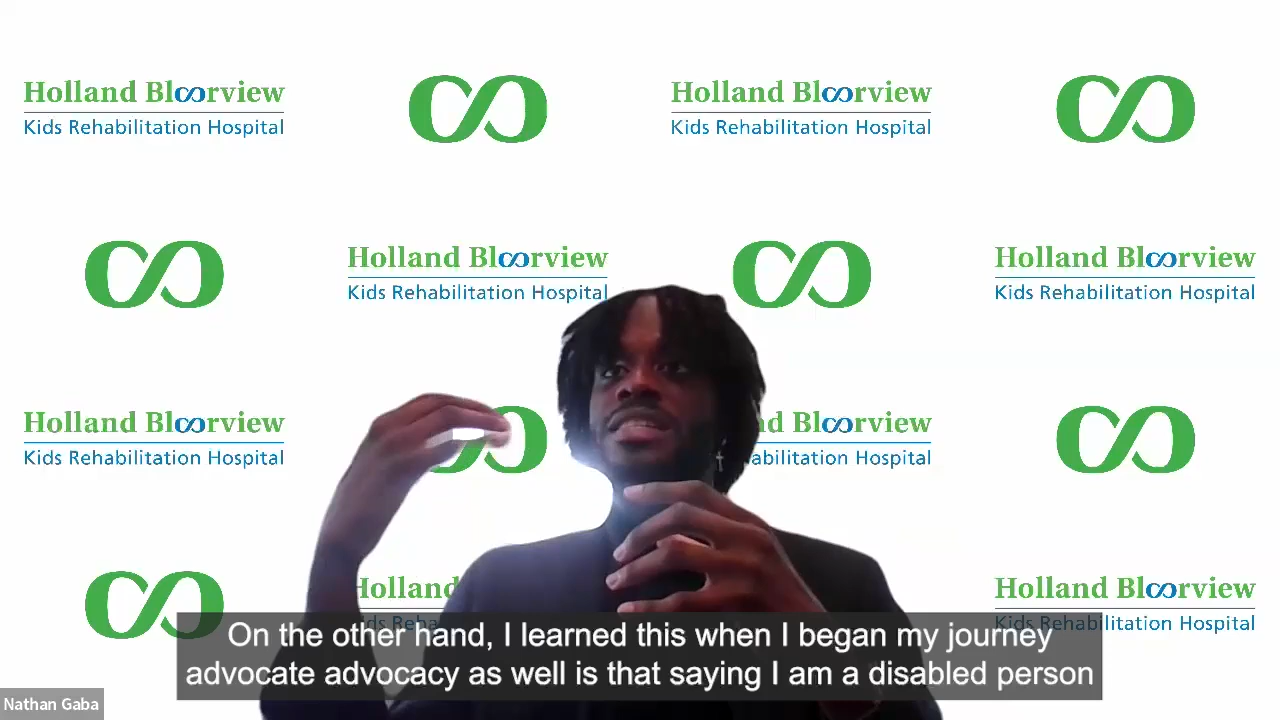 Holland Bloorview
Kids Rehabilitation Hospital
Holland Bloorview
Kids Rehabilitation Hospital
Holland Bloorview
Kids Rehabilitation Hospital
Holland Bloorview
Kids Rehabilitation Hospital
Holland Bloorview
Kids Rehabilitation Hospital
rview
Rehabilitation Hospital
Holland
Holland Bloorview
Kids Rehabilitation Hospital
On the other hand, I learned this when I began my journey
advocate advocacy as well is that saying I am a disabled person
Nathan Gaba